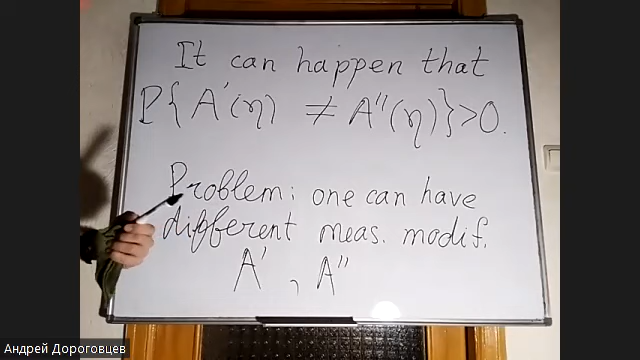 It can happen that
P{A'(η) ≠ A''(η)}>0.
Problem: one can have
different meas. modif.
A', A''
Андрей Дороговцев